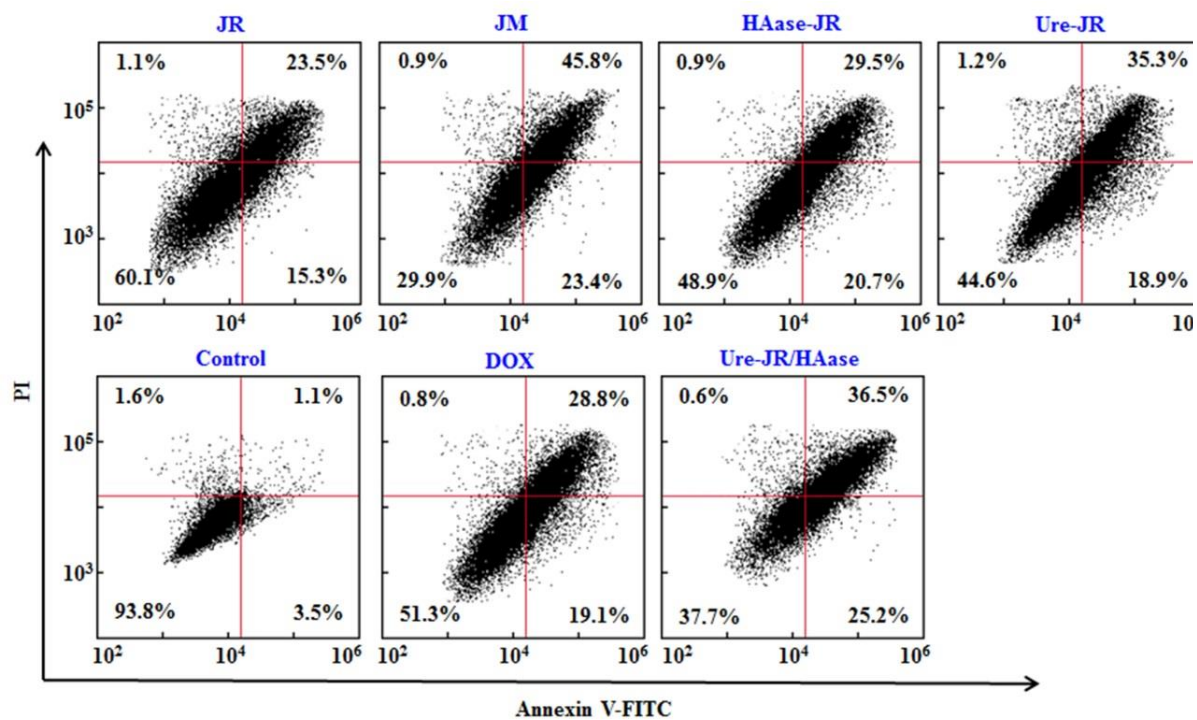 JR JM HAase-JR Ure-JR
1.1% 23.5% 0.9% 45.8% 0.9% 29.5% 1.2% 35.3%
10⁵
10³
60.1% 15.3% 29.9% 23.4% 48.9% 20.7% 44.6% 18.9%
10² 10⁴ 10⁶ 10² 10⁴ 10⁶ 10² 10⁴ 10⁶ 10² 10⁴
Control DOX Ure-JR/HAase
PI
1.6% 1.1% 0.8% 28.8% 0.6% 36.5%
10⁵
10³
93.8% 3.5% 51.3% 19.1% 37.7% 25.2%
10² 10⁴ 10⁶ 10² 10⁴ 10⁶ 10² 10⁴ 10⁶
Annexin V-FITC